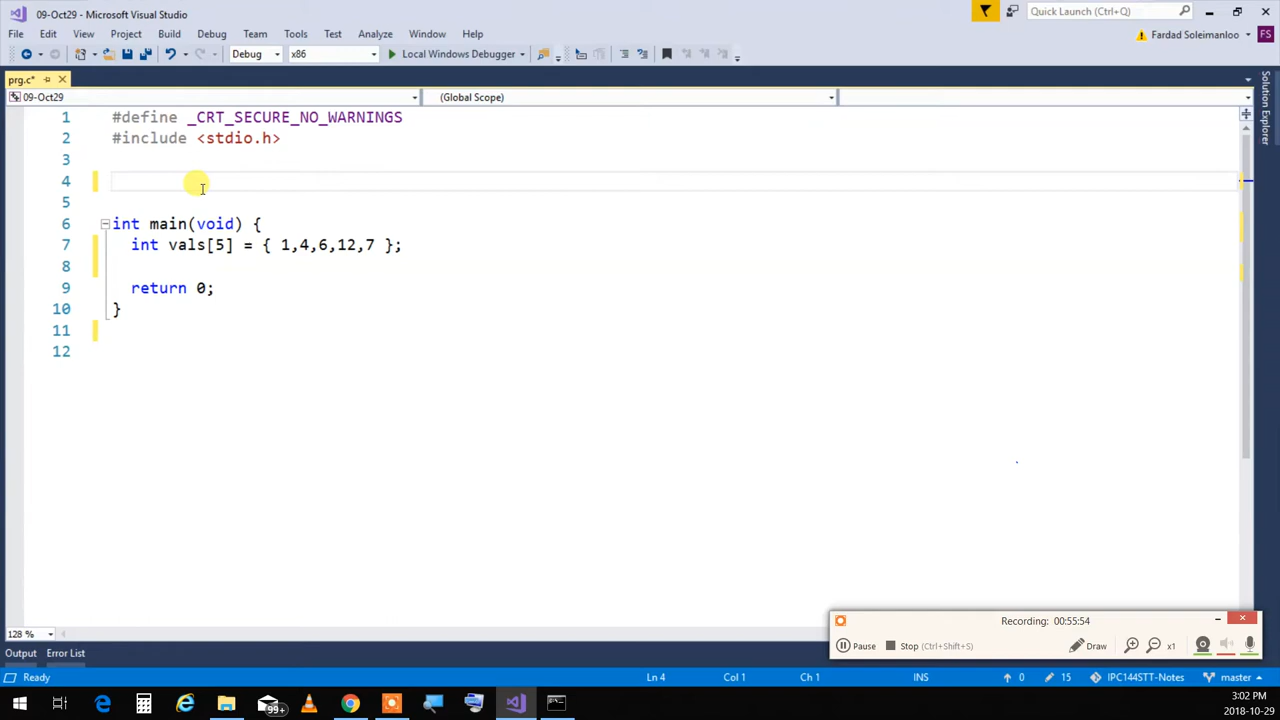 09-Oct29 - Microsoft Visual Studio
Quick Launch (Ctrl+Q)
File Edit View Project Build Debug Team Tools Test Analyze Window Help
Fardad Soleimanloo FS
Debug x86 Local Windows Debugger
prg.c*
09-Oct29 (Global Scope)
Solution Explorer
1 #define _CRT_SECURE_NO_WARNINGS
2 #include <stdio.h>
3
4
5
6 int main(void) {
7 int vals[5] = { 1,4,6,12,7 };
8
9 return 0;
10 }
11
12
Recording: 00:55:54
Pause Stop (Ctrl+Shift+S) Draw x1
128 %
Output Error List
Ready Ln 4 Col 1 Ch 1 INS 0 15 IPC144STT-Notes master
99+
3:02 PM
2018-10-29